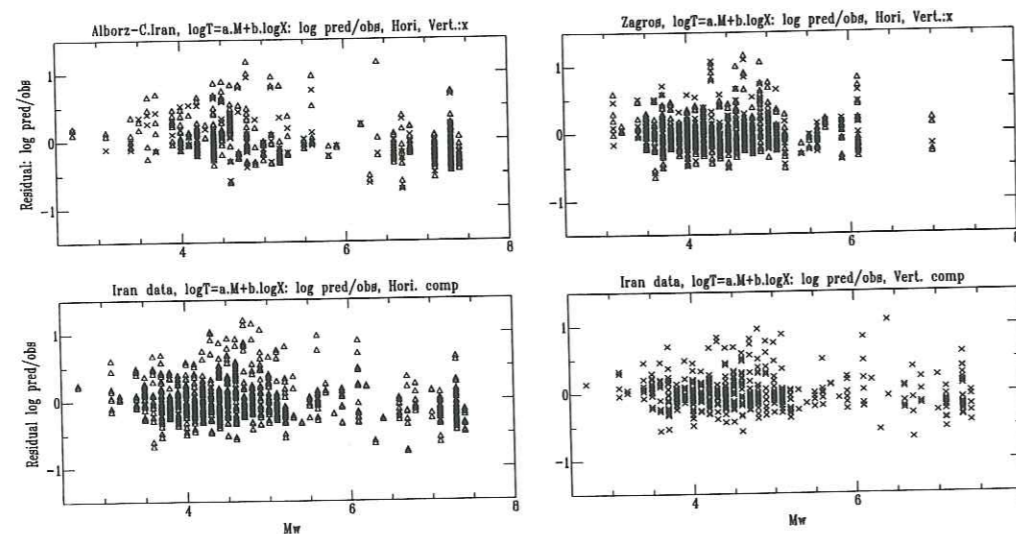 Alborz-C.Iran, logT=a.M+b.logX: log pred/obs, Hori, Vert.:x
Residual: log pred/obs
1
0
-1
4
6
8
Zagros, logT=a.M+b.logX: log pred/obs, Hori, Vert.:x
1
0
-1
4
6
8
Iran data, logT=a.M+b.logX: log pred/obs, Hori. comp
Residual log pred/obs
1
0
-1
4
6
8
Mw
Iran data, logT=a.M+b.logX: log pred/obs, Vert. comp
1
0
-1
4
6
Mw